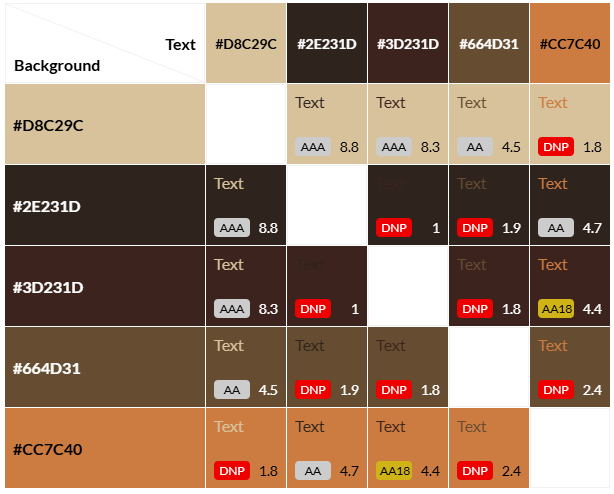 Text #D8C29C #2E231D #3D231D #664D31 #CC7C40
Background
#D8C29C Text Text Text Text
AAA 8.8 AAA 8.3 AA 4.5 DNP 1.8
#2E231D Text Text Text Text
AAA 8.8 DNP 1 DNP 1.9 AA 4.7
#3D231D Text Text Text Text
AAA 8.3 DNP 1 DNP 1.8 AA18 4.4
#664D31 Text Text Text Text
AA 4.5 DNP 1.9 DNP 1.8 DNP 2.4
#CC7C40 Text Text Text Text
DNP 1.8 AA 4.7 AA18 4.4 DNP 2.4